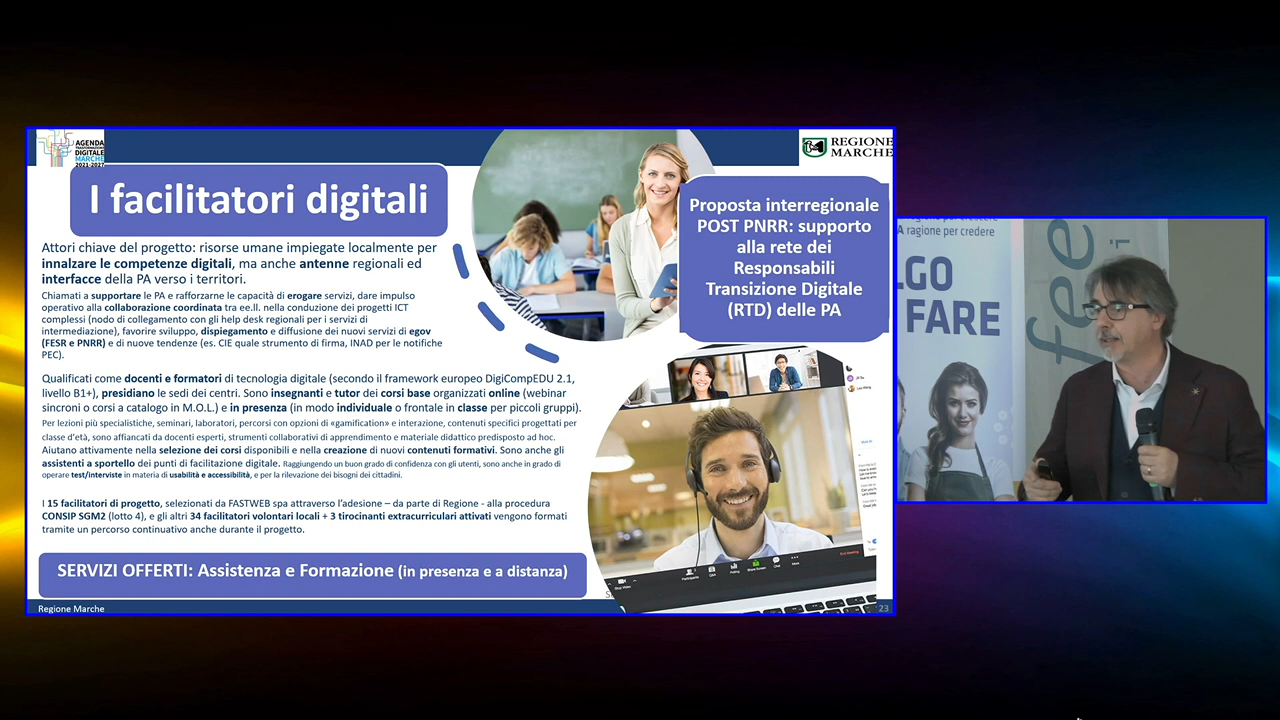 AGENDA
TRASFORMAZIONE
DIGITALE
MARCHE
2021-2027
REGIONE
MARCHE
I facilitatori digitali
Attori chiave del progetto: risorse umane impiegate localmente per
innalzare le competenze digitali, ma anche antenne regionali ed
interfacce della PA verso i territori.
Chiamati a supportare le PA e rafforzarne le capacità di erogare servizi, dare impulso
operativo alla collaborazione coordinata tra ee.ll. nella conduzione dei progetti ICT
complessi (nodo di collegamento con gli help desk regionali per i servizi di
intermediazione), favorire sviluppo, dispiegamento e diffusione dei nuovi servizi di egov
(FESR e PNRR) e di nuove tendenze (es. CIE quale strumento di firma, INAD per le notifiche
PEC).
Qualificati come docenti e formatori di tecnologia digitale (secondo il framework europeo DigiCompEDU 2.1,
livello B1+), presidiano le sedi dei centri. Sono insegnanti e tutor dei corsi base organizzati online (webinar
sincroni o corsi a catalogo in M.O.L.) e in presenza (in modo individuale o frontale in classe per piccoli gruppi).
Per lezioni più specialistiche, seminari, laboratori, percorsi con opzioni di «gamification» e interazione, contenuti specifici progettati per
classe d'età, sono affiancati da docenti esperti, strumenti collaborativi di apprendimento e materiale didattico predisposto ad hoc.
Aiutano attivamente nella selezione dei corsi disponibili e nella creazione di nuovi contenuti formativi. Sono anche gli
assistenti a sportello dei punti di facilitazione digitale. Raggiungendo un buon grado di confidenza con gli utenti, sono anche in grado di
operare test/interviste in materia di usabilità e accessibilità, e per la rilevazione dei bisogni dei cittadini.
I 15 facilitatori di progetto, selezionati da FASTWEB spa attraverso l'adesione – da parte di Regione - alla procedura
CONSIP SGM2 (lotto 4), e gli altri 34 facilitatori volontari locali + 3 tirocinanti extracurriculari attivati vengono formati
tramite un percorso continuativo anche durante il progetto.
SERVIZI OFFERTI: Assistenza e Formazione (in presenza e a distanza)
Regione Marche
23
Proposta interregionale
POST PNRR: supporto
alla rete dei
Responsabili
Transizione Digitale
(RTD) delle PA
A ragione per credere
LGO
FARE
fee